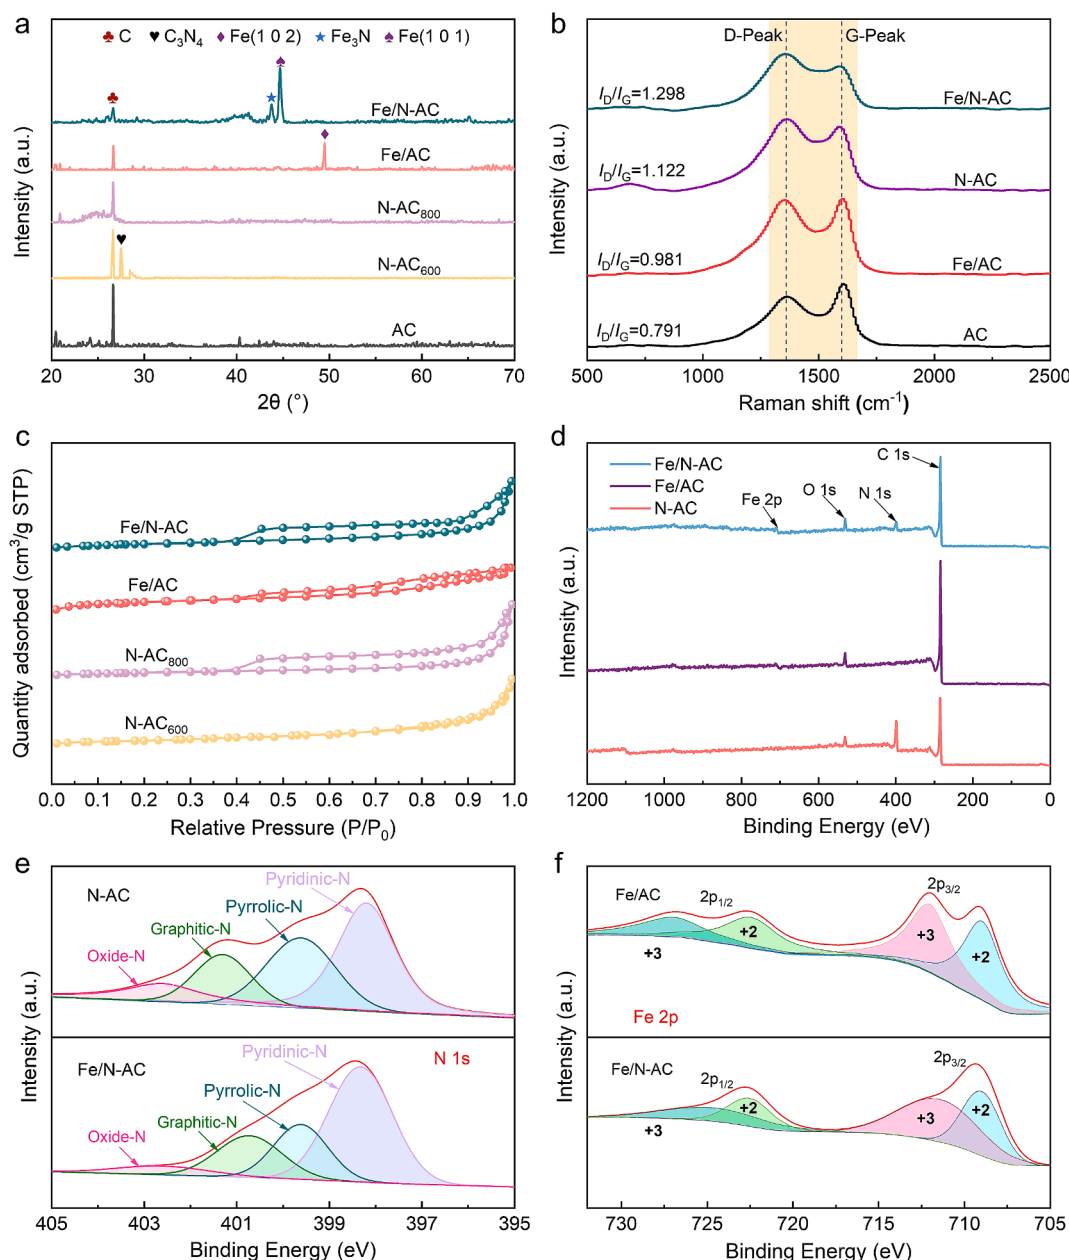 a
♣ C ♥ C₃N₄ ♦ Fe(1 0 2) ★ Fe₃N ♠ Fe(1 0 1)
Fe/N-AC
Fe/AC
N-AC₈₀₀
N-AC₆₀₀
AC
Intensity (a.u.)
20 30 40 50 60 70
2θ (°)
b
D-Peak G-Peak
I_D/I_G=1.298 Fe/N-AC
I_D/I_G=1.122 N-AC
I_D/I_G=0.981 Fe/AC
I_D/I_G=0.791 AC
Intensity (a.u.)
500 1000 1500 2000 2500
Raman shift (cm⁻¹)
c
Fe/N-AC
Fe/AC
N-AC₈₀₀
N-AC₆₀₀
Quantity adsorbed (cm³/g STP)
0.0 0.1 0.2 0.3 0.4 0.5 0.6 0.7 0.8 0.9 1.0
Relative Pressure (P/P₀)
d
Fe/N-AC
Fe/AC
N-AC
Fe 2p
O 1s
N 1s
C 1s
Intensity (a.u.)
1200 1000 800 600 400 200 0
Binding Energy (eV)
e
N-AC
Pyridinic-N
Pyrrolic-N
Graphitic-N
Oxide-N
Fe/N-AC
N 1s
Pyridinic-N
Pyrrolic-N
Graphitic-N
Oxide-N
Intensity (a.u.)
405 403 401 399 397 395
Binding Energy (eV)
f
Fe/AC
2p₁/₂
2p₃/₂
+3
+2
+3
+2
Fe 2p
Fe/N-AC
2p₁/₂
2p₃/₂
+3
+2
+3
+2
Intensity (a.u.)
730 725 720 715 710 705
Binding Energy (eV)